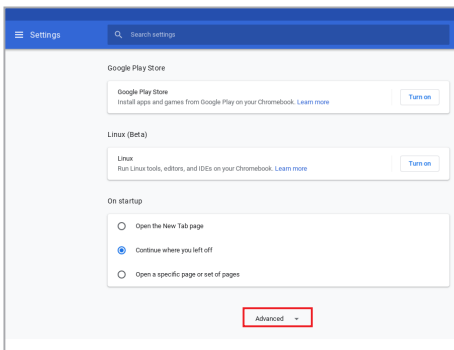 Settings
Search settings
Google Play Store
Google Play Store
Install apps and games from Google Play on your Chromebook. Learn more
Turn on
Linux (Beta)
Linux
Run Linux tools, editors, and IDEs on your Chromebook. Learn more
Turn on
On startup
Open the New Tab page
Continue where you left off
Open a specific page or set of pages
Advanced